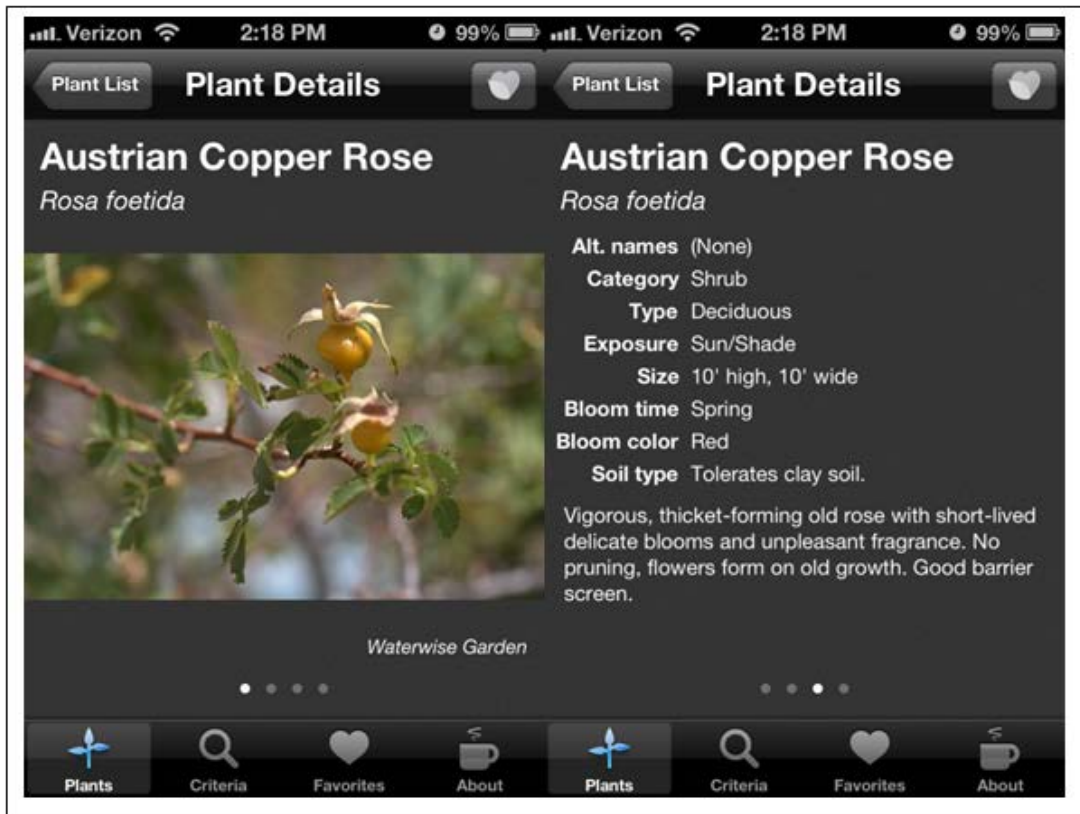 Verizon 2:18 PM 99%
Plant List Plant Details
Austrian Copper Rose
Rosa foetida
Waterwise Garden
Plants Criteria Favorites About
Verizon 2:18 PM 99%
Plant List Plant Details
Austrian Copper Rose
Rosa foetida
Alt. names (None)
Category Shrub
Type Deciduous
Exposure Sun/Shade
Size 10' high, 10' wide
Bloom time Spring
Bloom color Red
Soil type Tolerates clay soil.
Vigorous, thicket-forming old rose with short-lived
delicate blooms and unpleasant fragrance. No
pruning, flowers form on old growth. Good barrier
screen.
Plants Criteria Favorites About